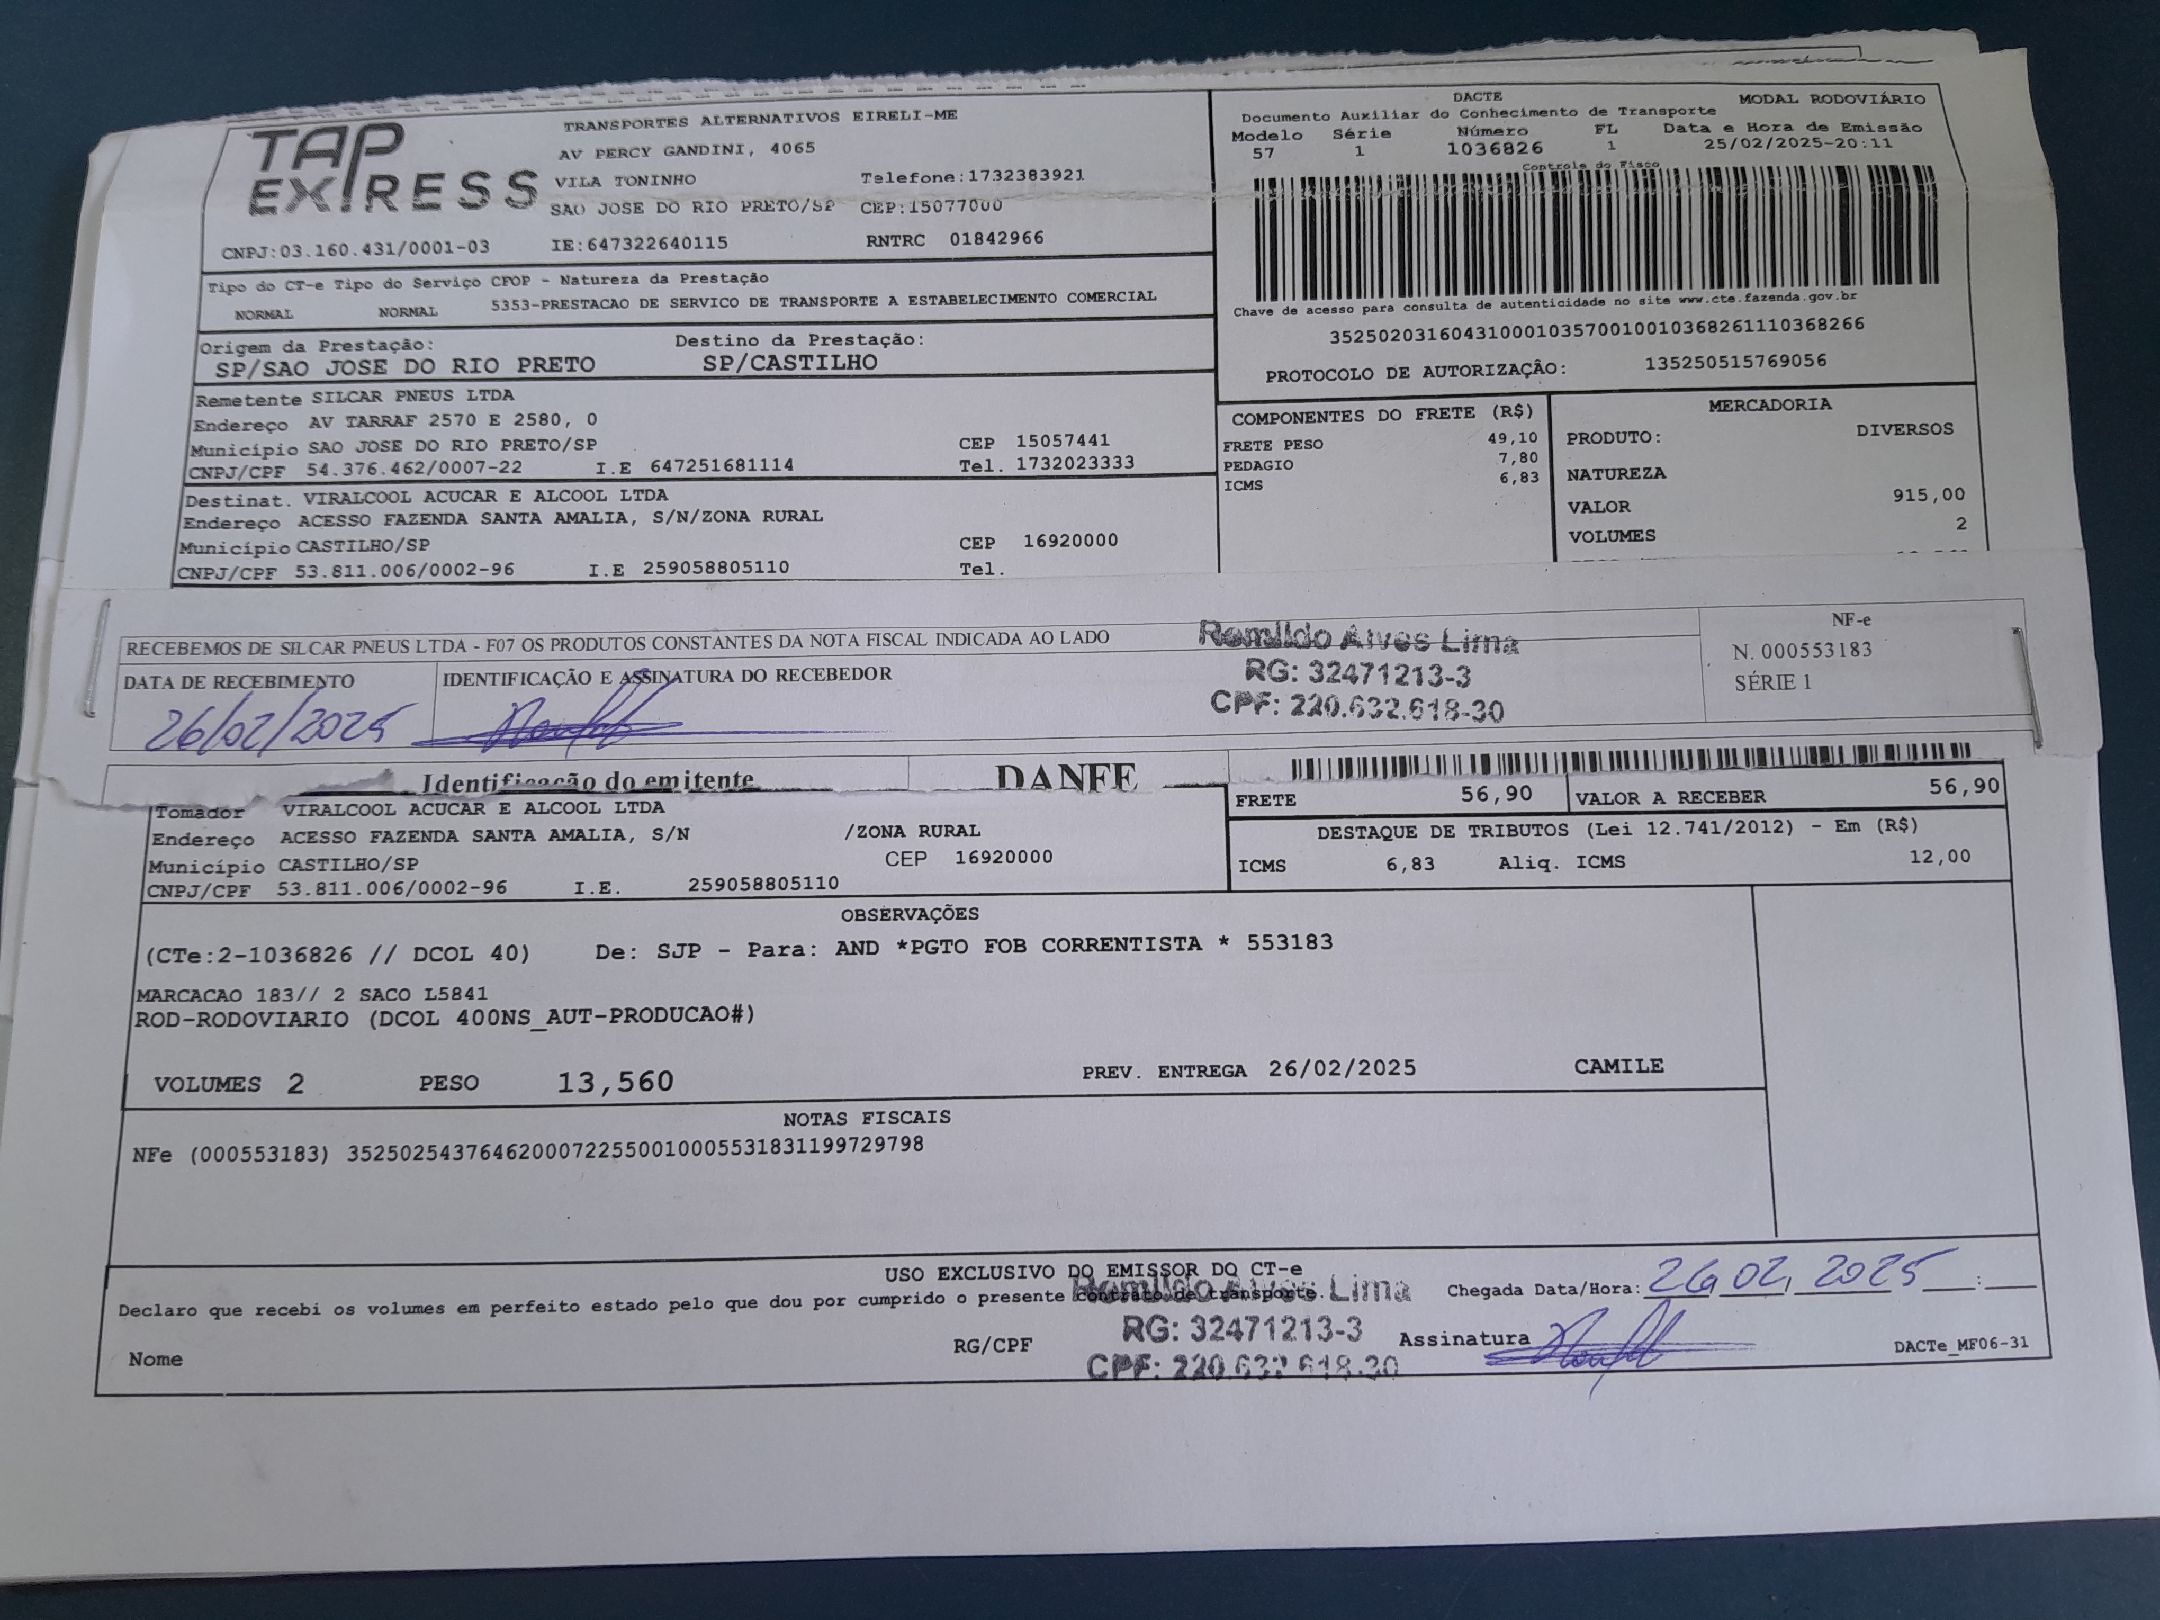 TAP EXPRESS
TRANSPORTES ALTERNATIVOS EIRELI-ME
AV PERCY GANDINI, 4065
VILA TONINHO Telefone:1732383921
SAO JOSE DO RIO PRETO/SP CEP:15077000
CNPJ:03.160.431/0001-03 IE:647322640115 RNTRC 01842966
DACTE MODAL RODOVIÁRIO
Documento Auxiliar do Conhecimento de Transporte
Modelo Série Número FL Data e Hora de Emissão
57 1 1036826 1 25/02/2025-20:11
Controle do Fisco
Chave de acesso para consulta de autenticidade no site www.cte.fazenda.gov.br
35250203160431000103570010010368261110368266
PROTOCOLO DE AUTORIZAÇÃO: 135250515769056
Tipo do CT-e Tipo do Serviço CFOP - Natureza da Prestação
NORMAL NORMAL 5353-PRESTACAO DE SERVICO DE TRANSPORTE A ESTABELECIMENTO COMERCIAL
Origem da Prestação: Destino da Prestação:
SP/SAO JOSE DO RIO PRETO SP/CASTILHO
Remetente SILCAR PNEUS LTDA
Endereço AV TARRAF 2570 E 2580, 0
Município SAO JOSE DO RIO PRETO/SP CEP 15057441
CNPJ/CPF 54.376.462/0007-22 I.E 647251681114 Tel. 1732023333
Destinat. VIRALCOOL ACUCAR E ALCOOL LTDA
Endereço ACESSO FAZENDA SANTA AMALIA, S/N/ZONA RURAL
Município CASTILHO/SP CEP 16920000
CNPJ/CPF 53.811.006/0002-96 I.E 259058805110 Tel.
COMPONENTES DO FRETE (R$)
FRETE PESO 49,10
PEDAGIO 7,80
ICMS 6,83
MERCADORIA
PRODUTO: DIVERSOS
NATUREZA
VALOR 915,00
VOLUMES 2
RECEBEMOS DE SILCAR PNEUS LTDA - F07 OS PRODUTOS CONSTANTES DA NOTA FISCAL INDICADA AO LADO
DATA DE RECEBIMENTO IDENTIFICAÇÃO E ASSINATURA DO RECEBEDOR
26/02/2025
Romildo Alves Lima
RG: 32471213-3
CPF: 220.632.618-30
NF-e
N. 000553183
SÉRIE 1
Identificação do emitente DANFE
Tomador VIRALCOOL ACUCAR E ALCOOL LTDA
Endereço ACESSO FAZENDA SANTA AMALIA, S/N /ZONA RURAL
Município CASTILHO/SP CEP 16920000
CNPJ/CPF 53.811.006/0002-96 I.E. 259058805110
FRETE 56,90 VALOR A RECEBER 56,90
DESTAQUE DE TRIBUTOS (Lei 12.741/2012) - Em (R$)
ICMS 6,83 Aliq. ICMS 12,00
OBSERVAÇÕES
(CTe:2-1036826 // DCOL 40) De: SJP - Para: AND *PGTO FOB CORRENTISTA * 553183
MARCACAO 183// 2 SACO L5841
ROD-RODOVIARIO (DCOL 400NS_AUT-PRODUCAO#)
VOLUMES 2 PESO 13,560 PREV. ENTREGA 26/02/2025 CAMILE
NOTAS FISCAIS
NFe (000553183) 35250254376462000722550010005531831199729798
USO EXCLUSIVO DO EMISSOR DO CT-e
Declaro que recebi os volumes em perfeito estado pelo que dou por cumprido o presente contrato de transporte.
Romildo Alves Lima
RG: 32471213-3
CPF: 220.632.618-30
Chegada Data/Hora: 26 02 2025 :
Nome RG/CPF Assinatura DACTe_MF06-31